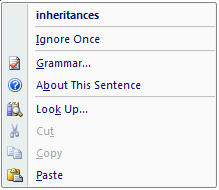 inheritances
Ignore Once
Grammar...
About This Sentence
Look Up...
Cut
Copy
Paste